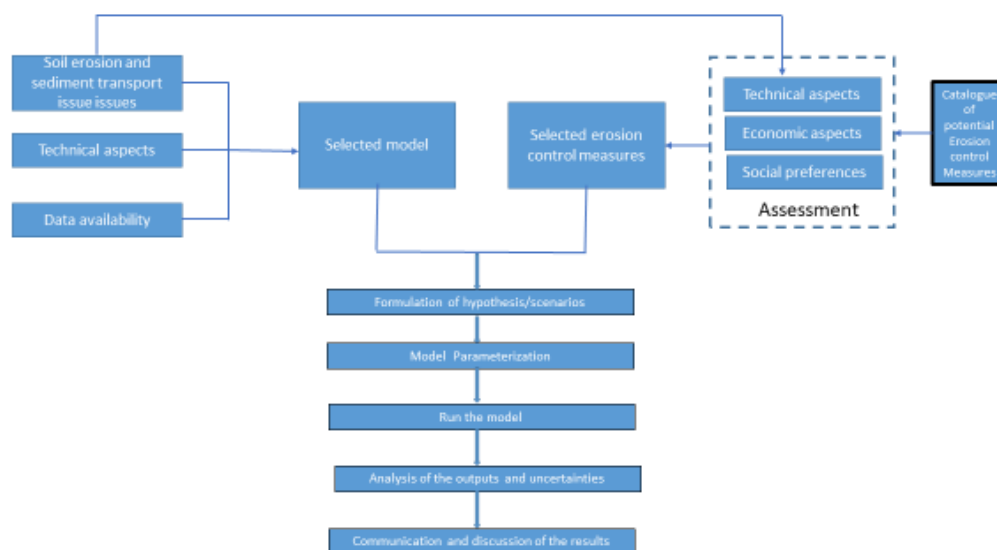 Soil erosion and
sediment transport
issue issues
Technical aspects
Data availability
Selected model
Selected erosion
control measures
Technical aspects
Economic aspects
Social preferences
Assessment
Catalogue
of
potential
Erosion
control
Measures
Formulation of hypothesis/scenarios
Model Parameterization
Run the model
Analysis of the outputs and uncertainties
Communication and discussion of the results